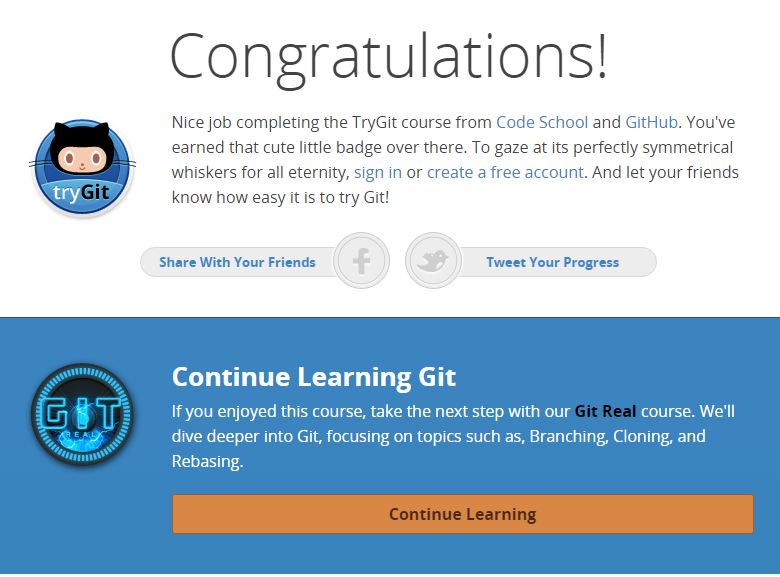 Congratulations!
Nice job completing the TryGit course from Code School and GitHub. You've
earned that cute little badge over there. To gaze at its perfectly symmetrical
whiskers for all eternity, sign in or create a free account. And let your friends
know how easy it is to try Git!
tryGit
Share With Your Friends
Tweet Your Progress
Continue Learning Git
If you enjoyed this course, take the next step with our Git Real course. We'll
dive deeper into Git, focusing on topics such as, Branching, Cloning, and
Rebasing.
GIT
REAL
Continue Learning